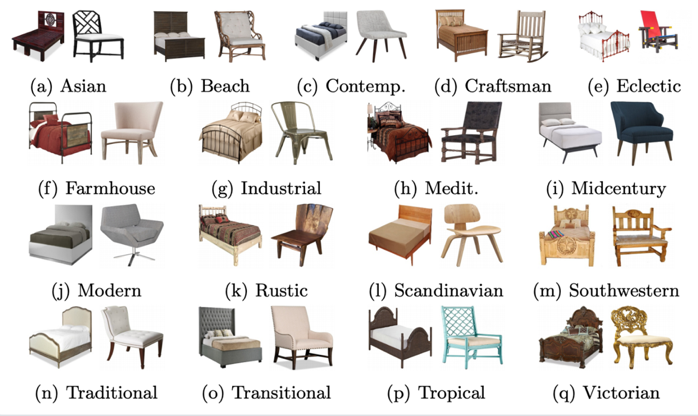 (a) Asian (b) Beach (c) Contemp. (d) Craftsman (e) Eclectic
(f) Farmhouse (g) Industrial (h) Medit. (i) Midcentury
(j) Modern (k) Rustic (l) Scandinavian (m) Southwestern
(n) Traditional (o) Transitional (p) Tropical (q) Victorian